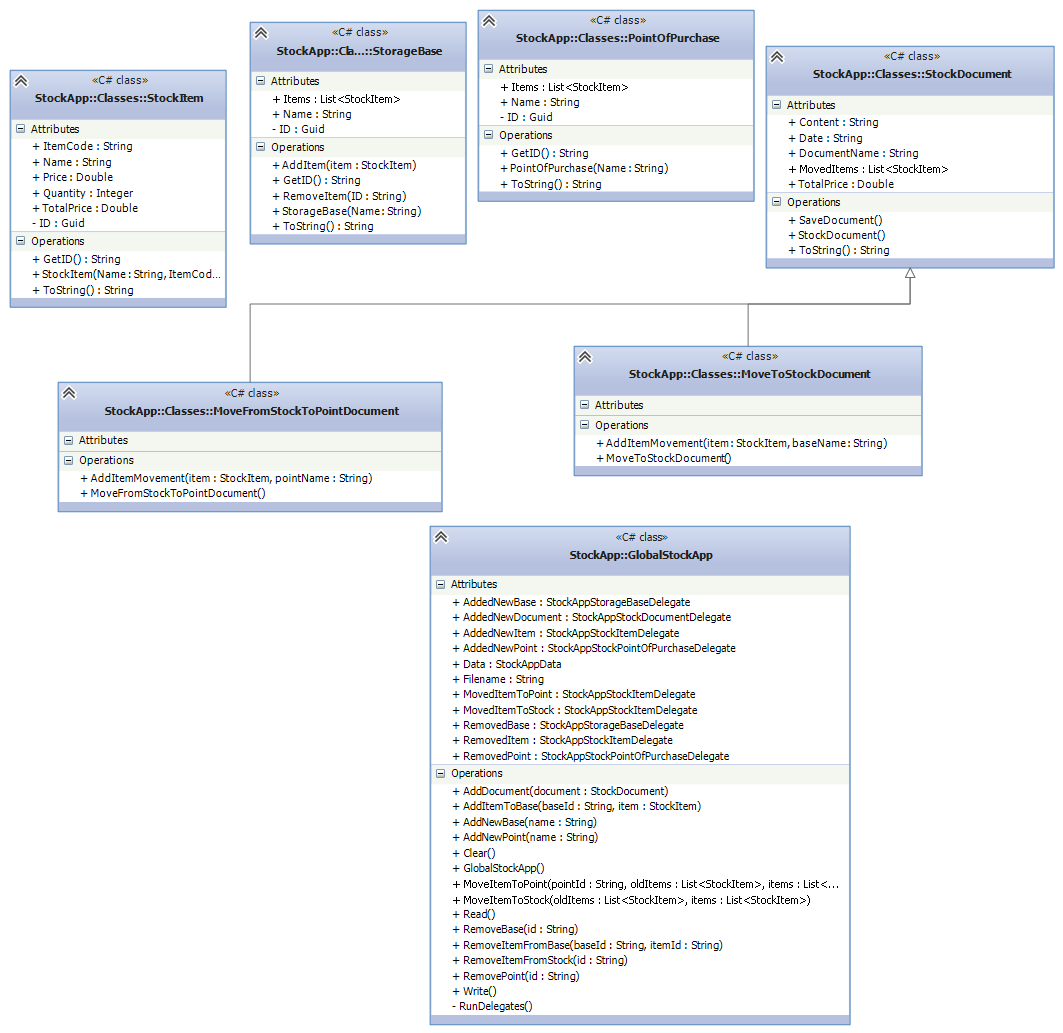 «C# class»
StockApp::Classes::StockItem
Attributes
+ ItemCode : String
+ Name : String
+ Price : Double
+ Quantity : Integer
+ TotalPrice : Double
- ID : Guid
Operations
+ GetID() : String
+ StockItem(Name : String, ItemCod...
+ ToString() : String
«C# class»
StockApp::Cla...::StorageBase
Attributes
+ Items : List<StockItem>
+ Name : String
- ID : Guid
Operations
+ AddItem(item : StockItem)
+ GetID() : String
+ RemoveItem(ID : String)
+ StorageBase(Name : String)
+ ToString() : String
«C# class»
StockApp::Classes::PointOfPurchase
Attributes
+ Items : List<StockItem>
+ Name : String
- ID : Guid
Operations
+ GetID() : String
+ PointOfPurchase(Name : String)
+ ToString() : String
«C# class»
StockApp::Classes::StockDocument
Attributes
+ Content : String
+ Date : String
+ DocumentName : String
+ MovedItems : List<StockItem>
+ TotalPrice : Double
Operations
+ SaveDocument()
+ StockDocument()
+ ToString() : String
«C# class»
StockApp::Classes::MoveFromStockToPointDocument
Attributes
Operations
+ AddItemMovement(item : StockItem, pointName : String)
+ MoveFromStockToPointDocument()
«C# class»
StockApp::Classes::MoveToStockDocument
Attributes
Operations
+ AddItemMovement(item : StockItem, baseName : String)
+ MoveToStockDocument()
«C# class»
StockApp::GlobalStockApp
Attributes
+ AddedNewBase : StockAppStorageBaseDelegate
+ AddedNewDocument : StockAppStockDocumentDelegate
+ AddedNewItem : StockAppStockItemDelegate
+ AddedNewPoint : StockAppStockPointOfPurchaseDelegate
+ Data : StockAppData
+ Filename : String
+ MovedItemToPoint : StockAppStockItemDelegate
+ MovedItemToStock : StockAppStockItemDelegate
+ RemovedBase : StockAppStorageBaseDelegate
+ RemovedItem : StockAppStockItemDelegate
+ RemovedPoint : StockAppStockPointOfPurchaseDelegate
Operations
+ AddDocument(document : StockDocument)
+ AddItemToBase(baseId : String, item : StockItem)
+ AddNewBase(name : String)
+ AddNewPoint(name : String)
+ Clear()
+ GlobalStockApp()
+ MoveItemToPoint(pointId : String, oldItems : List<StockItem>, items : List<...
+ MoveItemToStock(oldItems : List<StockItem>, items : List<StockItem>)
+ Read()
+ RemoveBase(id : String)
+ RemoveItemFromBase(baseId : String, itemId : String)
+ RemoveItemFromStock(id : String)
+ RemovePoint(id : String)
+ Write()
- RunDelegates()